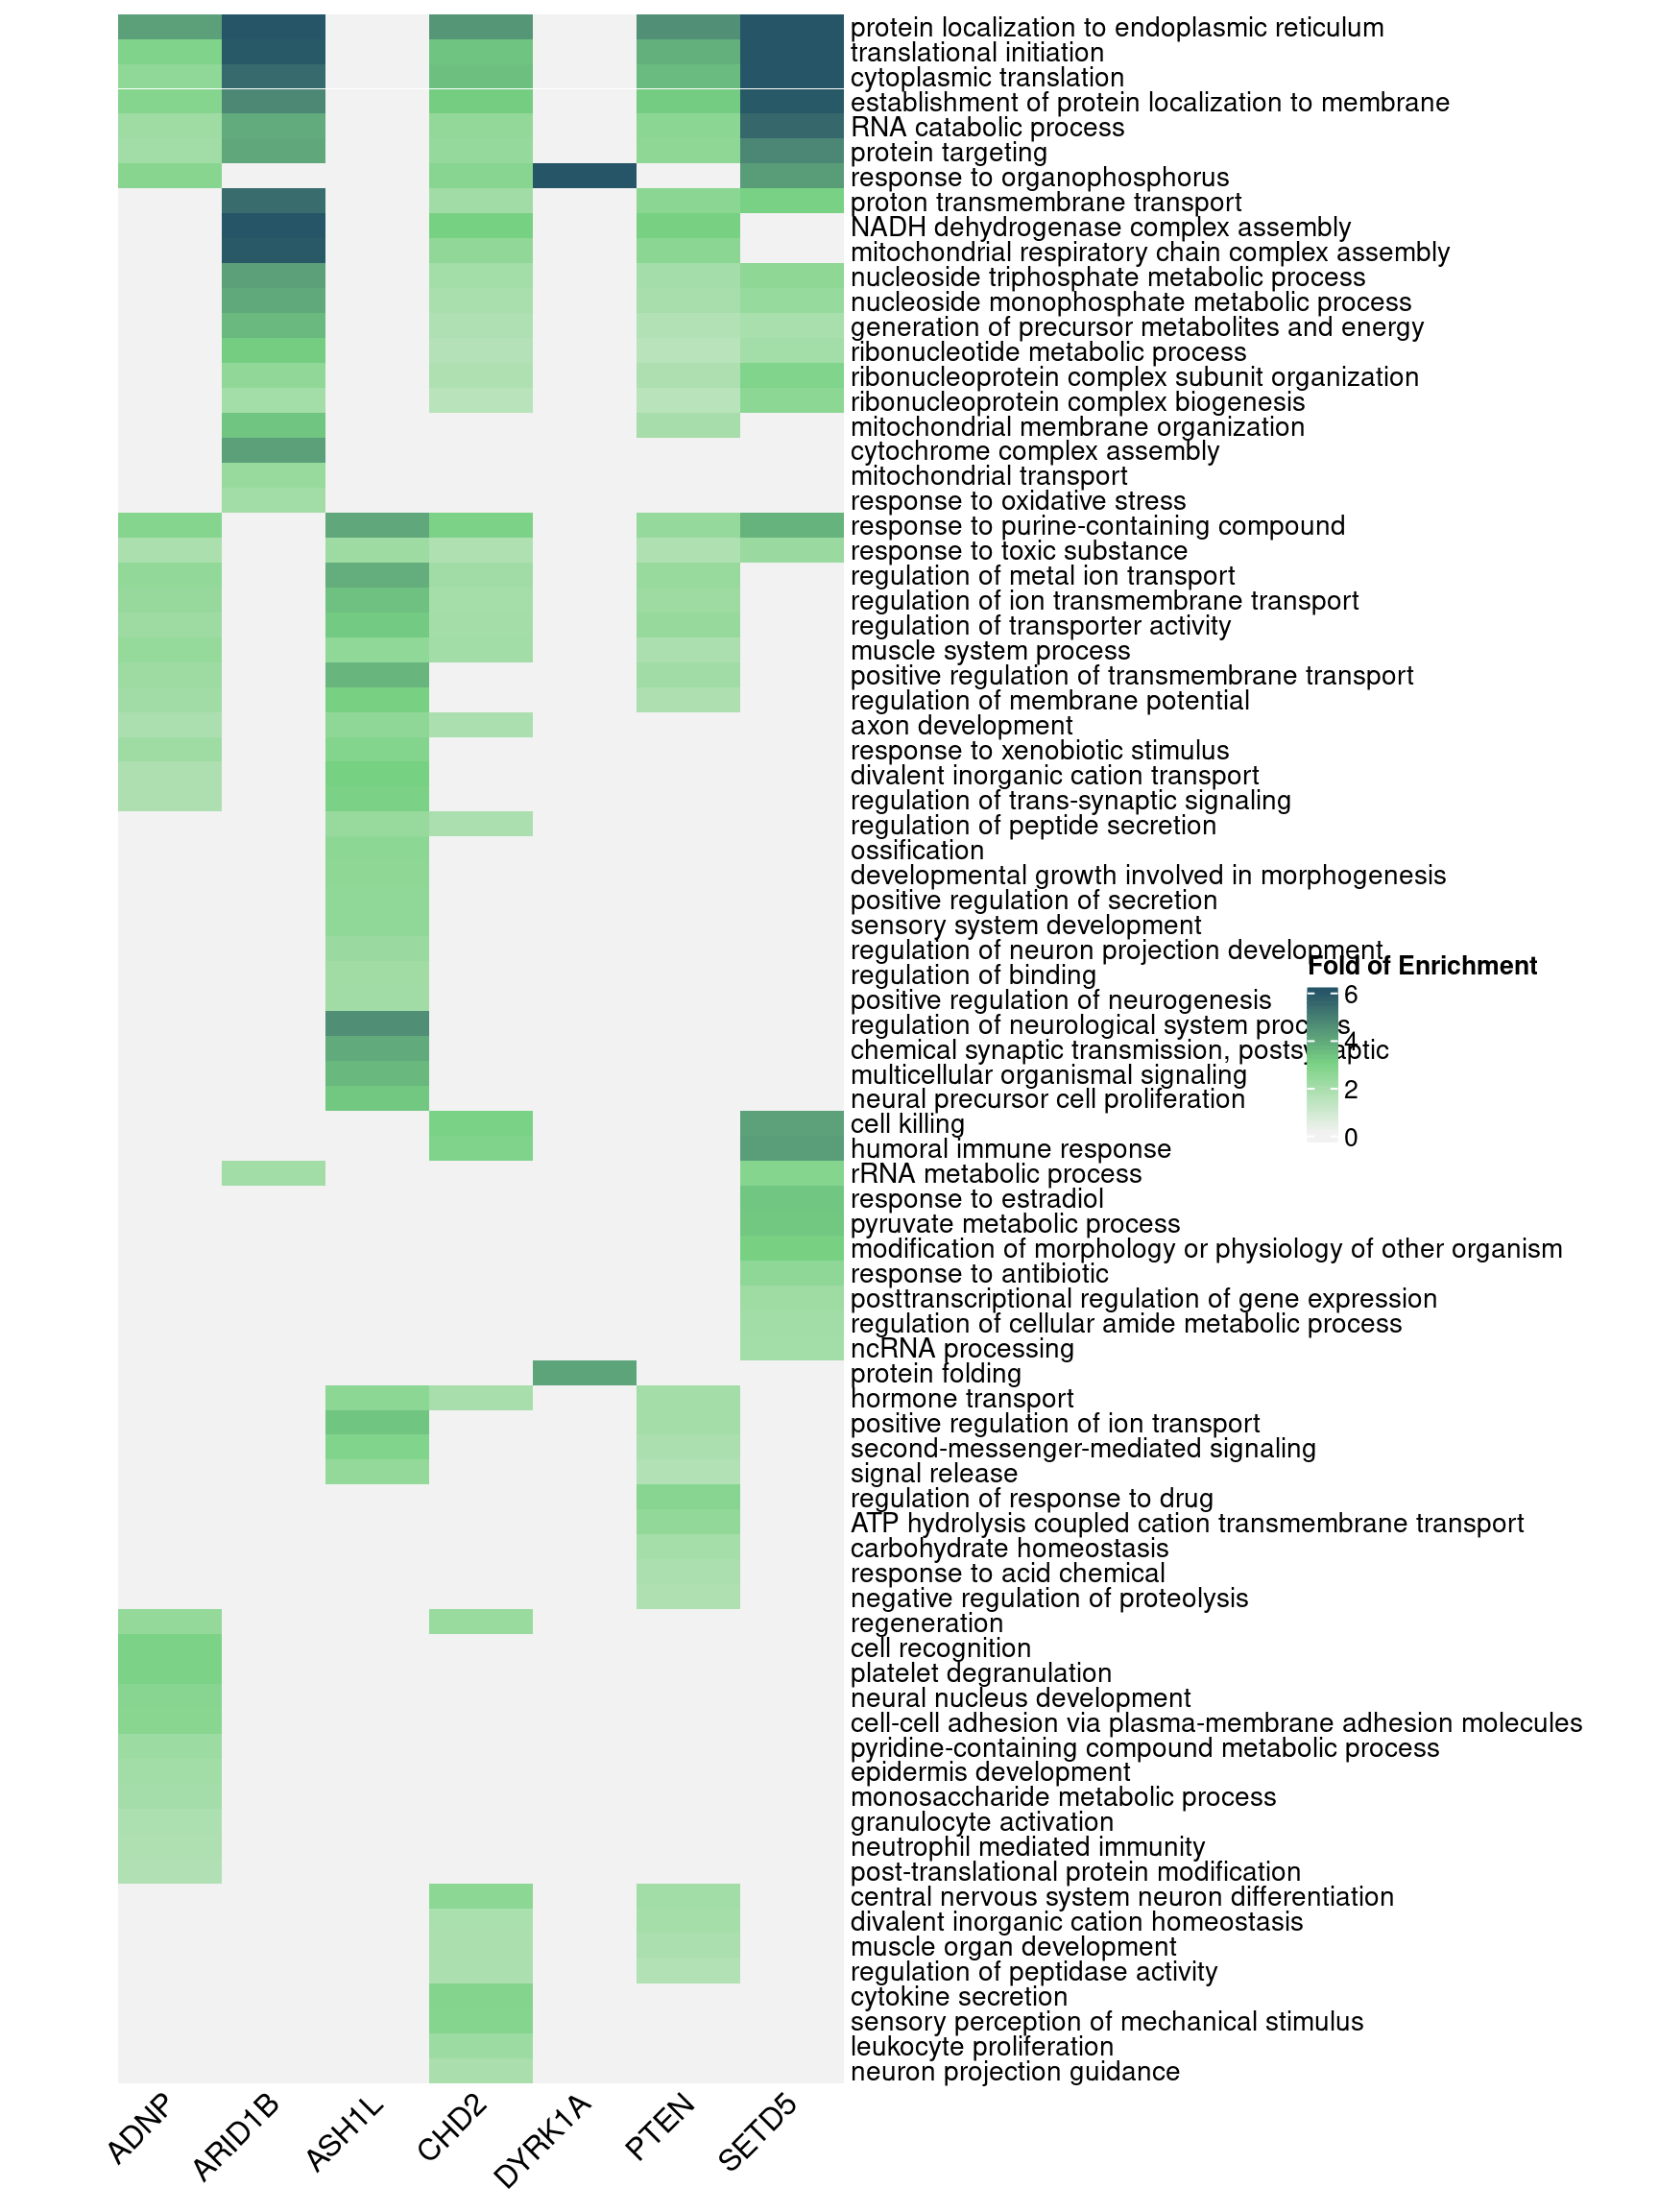 protein localization to endoplasmic reticulum
translational initiation
cytoplasmic translation
establishment of protein localization to membrane
RNA catabolic process
protein targeting
response to organophosphorus
proton transmembrane transport
NADH dehydrogenase complex assembly
mitochondrial respiratory chain complex assembly
nucleoside triphosphate metabolic process
nucleoside monophosphate metabolic process
generation of precursor metabolites and energy
ribonucleotide metabolic process
ribonucleoprotein complex subunit organization
ribonucleoprotein complex biogenesis
mitochondrial membrane organization
cytochrome complex assembly
mitochondrial transport
response to oxidative stress
response to purine-containing compound
response to toxic substance
regulation of metal ion transport
regulation of ion transmembrane transport
regulation of transporter activity
muscle system process
positive regulation of transmembrane transport
regulation of membrane potential
axon development
response to xenobiotic stimulus
divalent inorganic cation transport
regulation of trans-synaptic signaling
regulation of peptide secretion
ossification
developmental growth involved in morphogenesis
positive regulation of secretion
sensory system development
regulation of neuron projection development
regulation of binding
positive regulation of neurogenesis
regulation of neurological system process
chemical synaptic transmission, postsynaptic
multicellular organismal signaling
neural precursor cell proliferation
cell killing
humoral immune response
rRNA metabolic process
response to estradiol
pyruvate metabolic process
modification of morphology or physiology of other organism
response to antibiotic
posttranscriptional regulation of gene expression
regulation of cellular amide metabolic process
ncRNA processing
protein folding
hormone transport
positive regulation of ion transport
second-messenger-mediated signaling
signal release
regulation of response to drug
ATP hydrolysis coupled cation transmembrane transport
carbohydrate homeostasis
response to acid chemical
negative regulation of proteolysis
regeneration
cell recognition
platelet degranulation
neural nucleus development
cell-cell adhesion via plasma-membrane adhesion molecules
pyridine-containing compound metabolic process
epidermis development
monosaccharide metabolic process
granulocyte activation
neutrophil mediated immunity
post-translational protein modification
central nervous system neuron differentiation
divalent inorganic cation homeostasis
muscle organ development
regulation of peptidase activity
cytokine secretion
sensory perception of mechanical stimulus
leukocyte proliferation
neuron projection guidance
Fold of Enrichment
6
4
2
0
ADNP
ARID1B
ASH1L
CHD2
DYRK1A
PTEN
SETD5